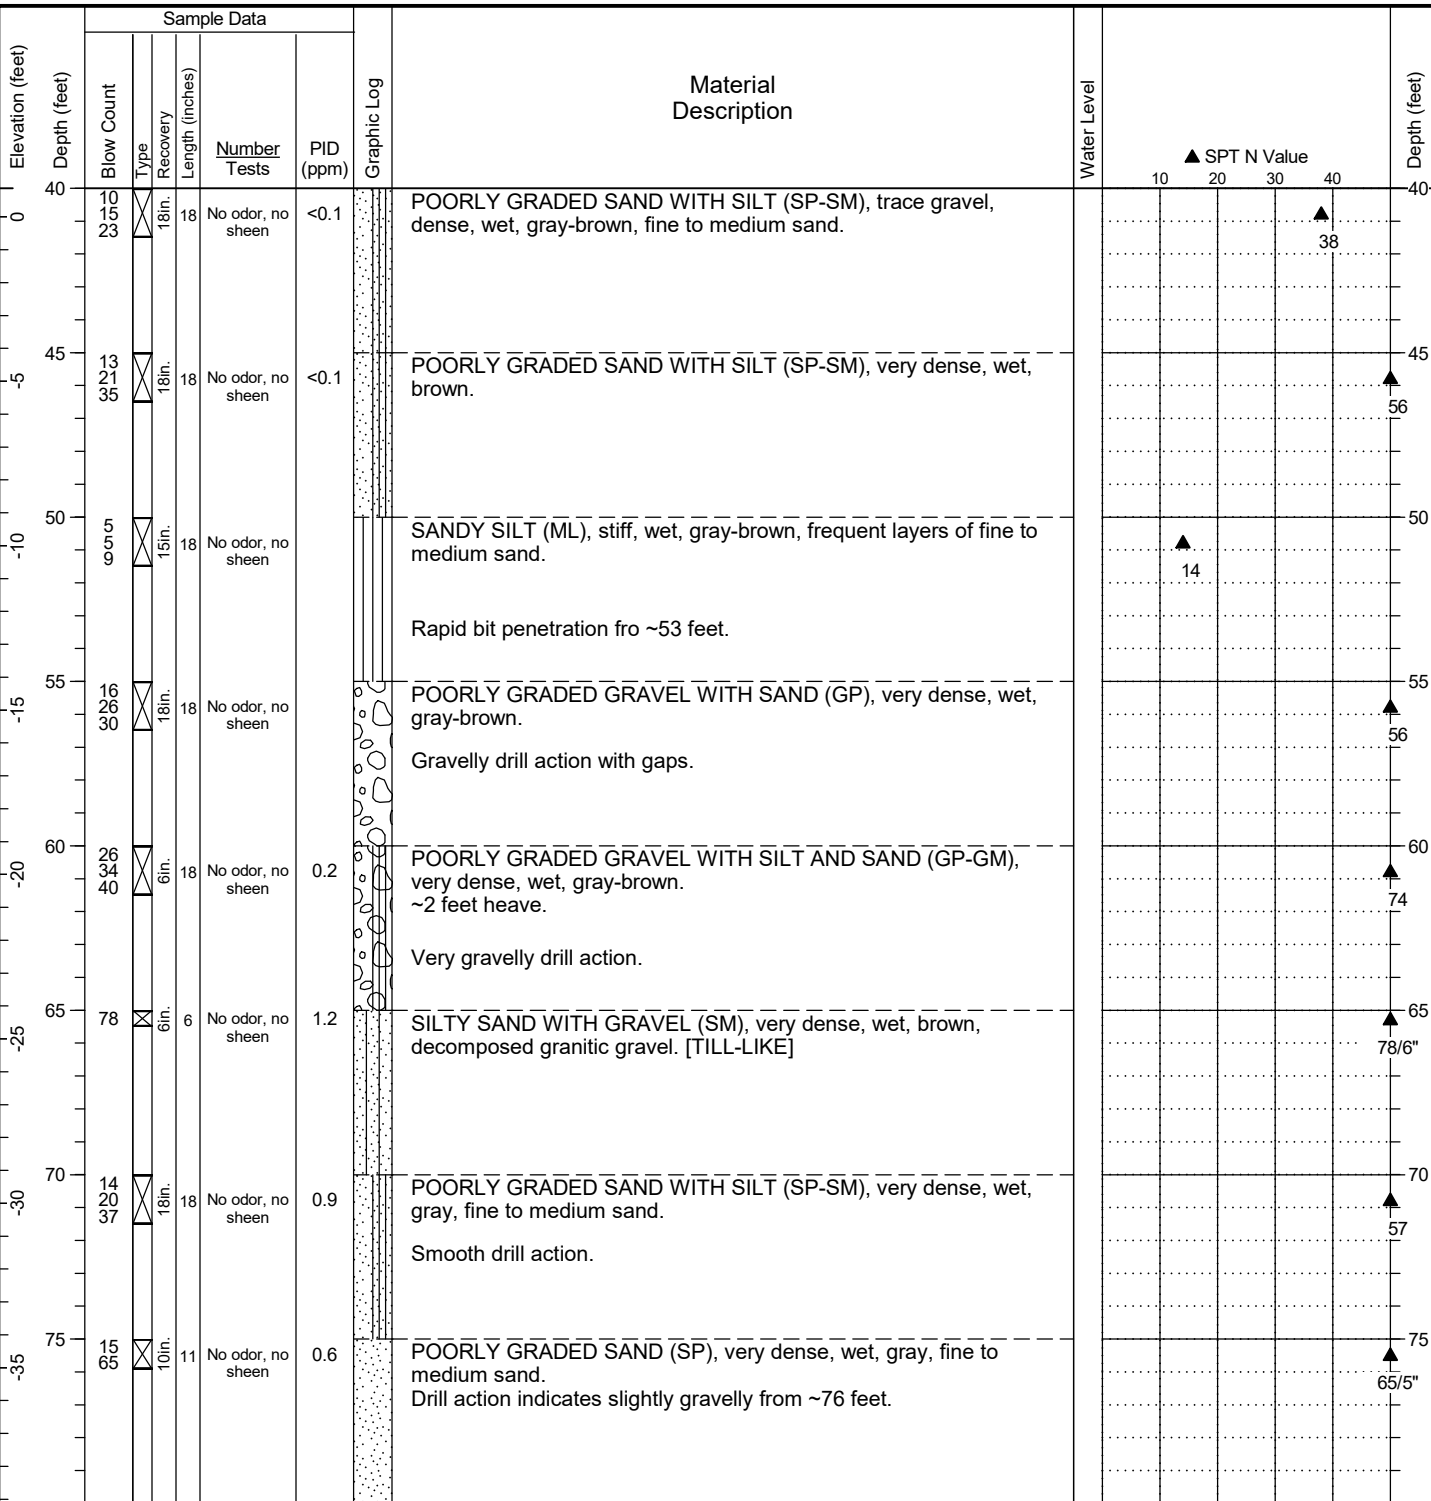 Sample Data
Elevation (feet)
Depth (feet)
Blow Count
Type
Recovery
Length (inches)
Number
Tests
PID
(ppm)
Graphic Log
Material
Description
Water Level
▲ SPT N Value
10 20 30 40
Depth (feet)
40
0
10
15
23
18in.
18
No odor, no
sheen
<0.1
POORLY GRADED SAND WITH SILT (SP-SM), trace gravel,
dense, wet, gray-brown, fine to medium sand.
38
40
45
-5
13
21
35
18in.
18
No odor, no
sheen
<0.1
POORLY GRADED SAND WITH SILT (SP-SM), very dense, wet,
brown.
56
45
50
-10
5
5
9
15in.
18
No odor, no
sheen
SANDY SILT (ML), stiff, wet, gray-brown, frequent layers of fine to
medium sand.
14
50
Rapid bit penetration fro ~53 feet.
55
-15
16
26
30
18in.
18
No odor, no
sheen
POORLY GRADED GRAVEL WITH SAND (GP), very dense, wet,
gray-brown.
56
55
Gravelly drill action with gaps.
60
-20
26
34
40
6in.
18
No odor, no
sheen
0.2
POORLY GRADED GRAVEL WITH SILT AND SAND (GP-GM),
very dense, wet, gray-brown.
~2 feet heave.
74
60
Very gravelly drill action.
65
-25
78
6in.
6
No odor, no
sheen
1.2
SILTY SAND WITH GRAVEL (SM), very dense, wet, brown,
decomposed granitic gravel. [TILL-LIKE]
78/6"
65
70
-30
14
20
37
18in.
18
No odor, no
sheen
0.9
POORLY GRADED SAND WITH SILT (SP-SM), very dense, wet,
gray, fine to medium sand.
57
70
Smooth drill action.
75
-35
15
65
10in.
11
No odor, no
sheen
0.6
POORLY GRADED SAND (SP), very dense, wet, gray, fine to
medium sand.
Drill action indicates slightly gravelly from ~76 feet.
65/5"
75